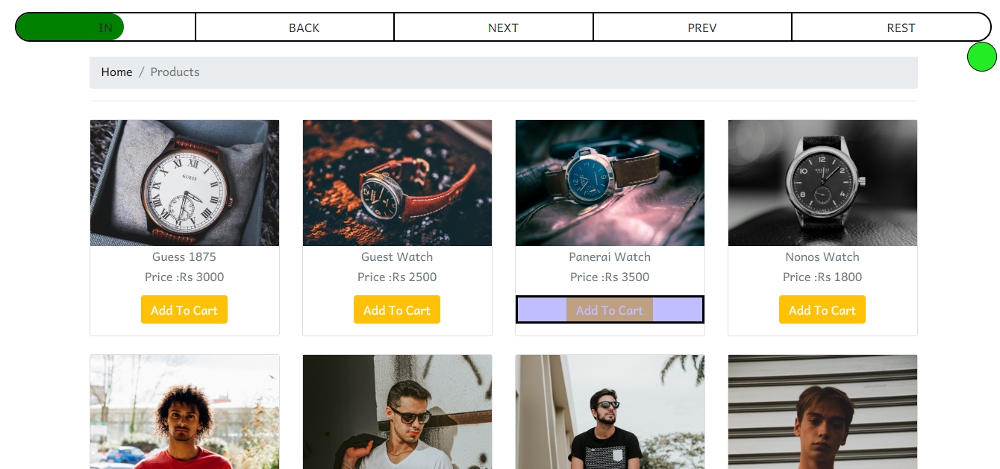 IN BACK NEXT PREV REST
Home / Products
GUESS
Guess 1875 Guest Watch Panerai Watch Nonos Watch
Price :Rs 3000 Price :Rs 2500 Price :Rs 3500 Price :Rs 1800
Add To Cart Add To Cart Add To Cart Add To Cart